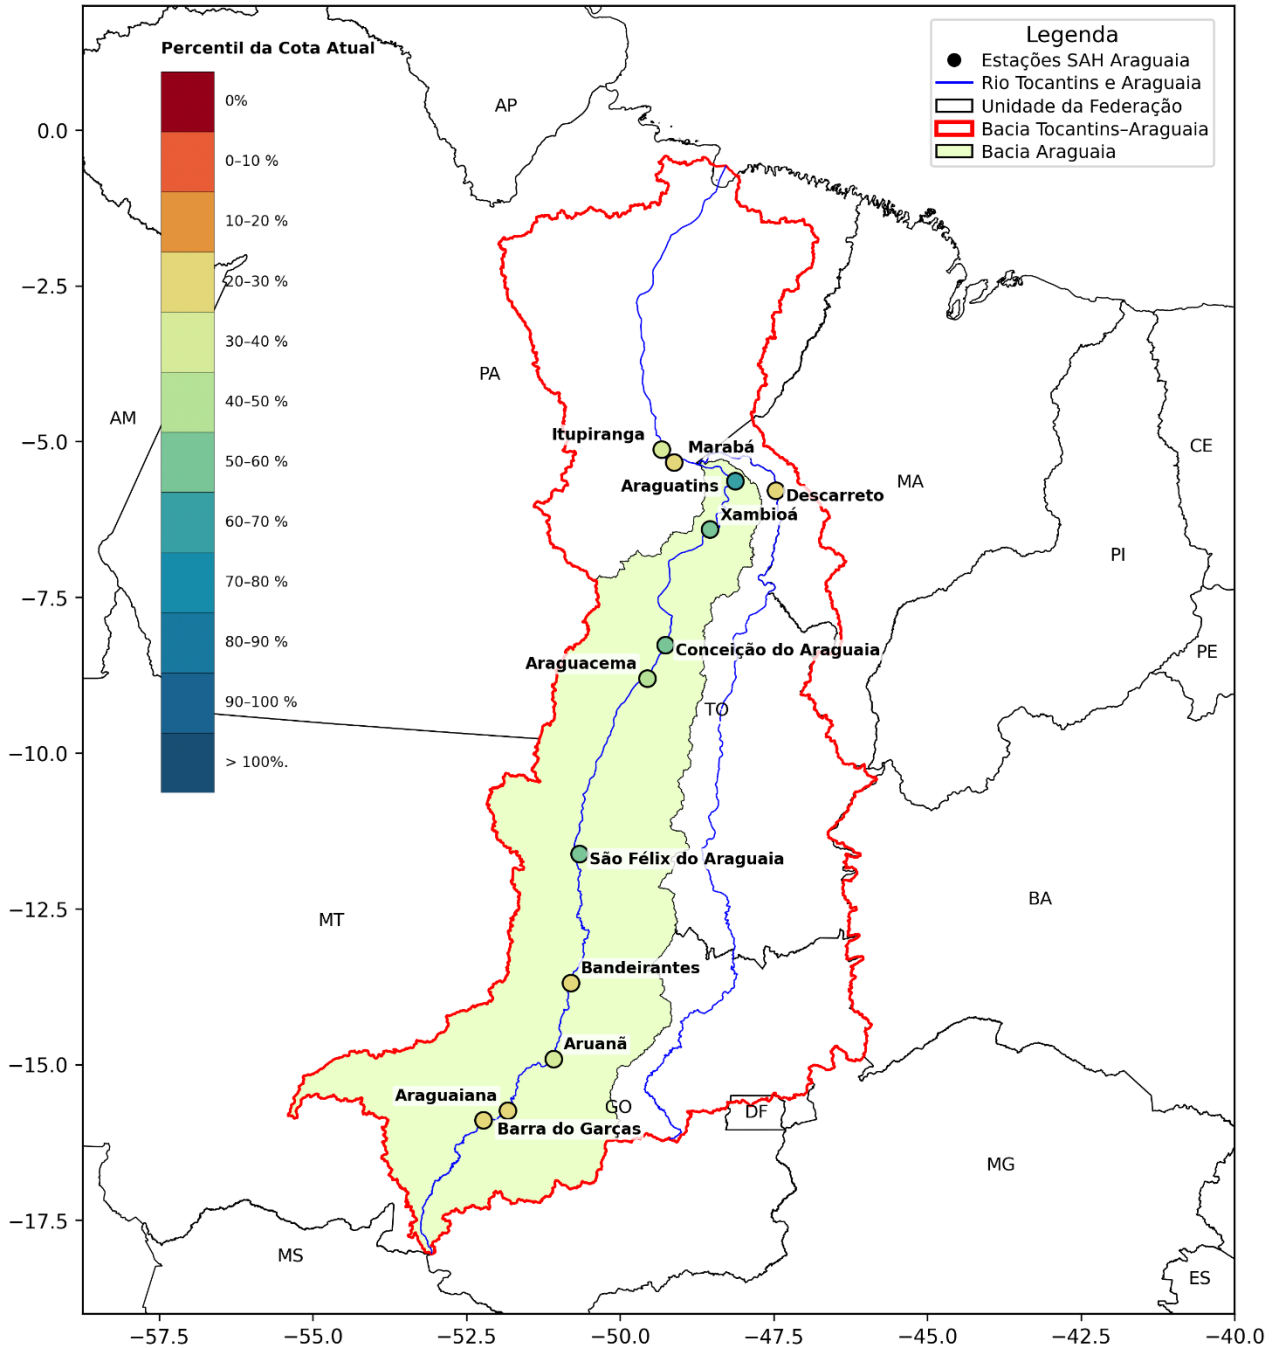 Percentil da Cota Atual
0%
0–10 %
10–20 %
20–30 %
30–40 %
40–50 %
50–60 %
60–70 %
70–80 %
80–90 %
90–100 %
> 100%.
Legenda
Estações SAH Araguaia
Rio Tocantins e Araguaia
Unidade da Federação
Bacia Tocantins–Araguaia
Bacia Araguaia
AP
PA
AM
CE
MA
PI
PE
TO
MT
BA
GO
DF
MG
MS
ES
Itupiranga
Marabá
Araguatins
Descarreto
Xambioá
Conceição do Araguaia
Araguacema
São Félix do Araguaia
Bandeirantes
Aruanã
Araguaiana
Barra do Garças
0.0
−2.5
−5.0
−7.5
−10.0
−12.5
−15.0
−17.5
−57.5
−55.0
−52.5
−50.0
−47.5
−45.0
−42.5
−40.0